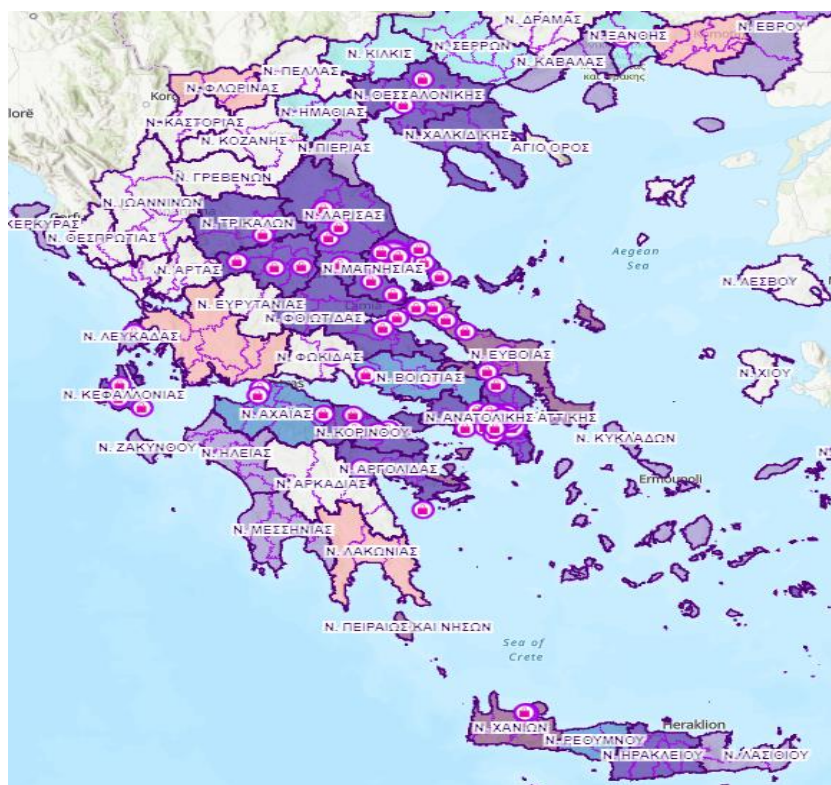 Ν. ΔΡΑΜΑΣ
Ν. ΕΒΡΟΥ
Ν. ΞΑΝΘΗΣ
Ν. ΚΙΛΚΙΣ
Ν. ΣΕΡΡΩΝ
Ν. ΚΑΒΑΛΑΣ
Ν. ΠΕΛΛΑΣ
Ν. ΦΛΩΡΙΝΑΣ
Ν. ΘΕΣΣΑΛΟΝΙΚΗΣ
Ν. ΗΜΑΘΙΑΣ
Ν. ΚΑΣΤΟΡΙΑΣ
Ν. ΧΑΛΚΙΔΙΚΗΣ
Ν. ΚΟΖΑΝΗΣ
Ν. ΠΙΕΡΙΑΣ
ΑΓΙΟ ΟΡΟΣ
Ν. ΓΡΕΒΕΝΩΝ
Ν. ΙΩΑΝΝΙΝΩΝ
ΚΕΡΚΥΡΑΣ
Ν. ΤΡΙΚΑΛΩΝ
Ν. ΛΑΡΙΣΑΣ
Ν. ΘΕΣΠΡΩΤΙΑΣ
Aegean
Sea
Ν. ΑΡΤΑΣ
Ν. ΜΑΓΝΗΣΙΑΣ
Ν. ΛΕΣΒΟΥ
Ν. ΕΥΡΥΤΑΝΙΑΣ
Ν. ΦΘΙΩΤΙΔΑΣ
Ν. ΛΕΥΚΑΔΑΣ
Ν. ΦΩΚΙΔΑΣ
Ν. ΕΥΒΟΙΑΣ
Ν. ΒΟΙΩΤΙΑΣ
Ν. ΧΙΟΥ
Ν. ΚΕΦΑΛΛΟΝΙΑΣ
Ν. ΑΧΑΪΑΣ
Ν. ΑΝΑΤΟΛΙΚΗΣ ΑΤΤΙΚΗΣ
Ν. ΚΟΡΙΝΘΟΥ
Ν. ΚΥΚΛΑΔΩΝ
Ν. ΖΑΚΥΝΘΟΥ
Ν. ΗΛΕΙΑΣ
Ν. ΑΡΓΟΛΙΔΑΣ
Ν. ΑΡΚΑΔΙΑΣ
Ermoupoli
Ν. ΜΕΣΣΗΝΙΑΣ
Ν. ΛΑΚΩΝΙΑΣ
Ν. ΠΕΙΡΑΙΩΣ ΚΑΙ ΝΗΣΩΝ
Sea of
Crete
Ν. ΧΑΝΙΩΝ
Heraklion
Ν. ΡΕΘΥΜΝΟΥ
Ν. ΗΡΑΚΛΕΙΟΥ
Ν. ΛΑΣΙΘΙΟΥ